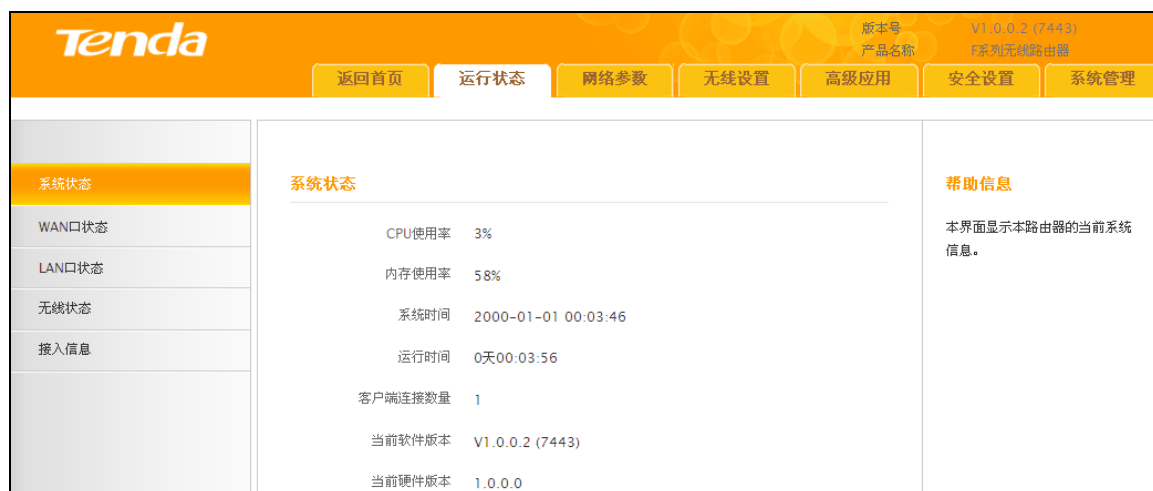 Tenda
版本号 V1.0.0.2 (7443)
产品名称 F系列无线路由器
返回首页 运行状态 网络参数 无线设置 高级应用 安全设置 系统管理
系统状态
WAN口状态
LAN口状态
无线状态
接入信息
系统状态
CPU使用率 3%
内存使用率 58%
系统时间 2000-01-01 00:03:46
运行时间 0天00:03:56
客户端连接数量 1
当前软件版本 V1.0.0.2 (7443)
当前硬件版本 1.0.0.0
帮助信息
本界面显示本路由器的当前系统
信息。